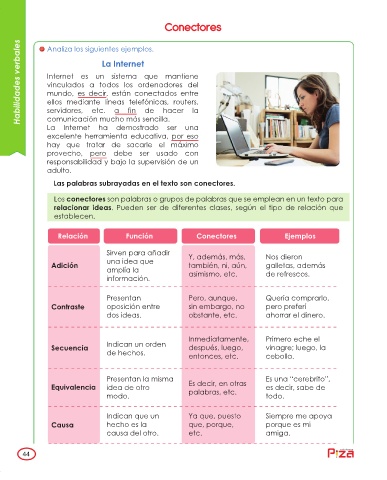 Conectores
Habilidades verbales
Analiza los siguientes ejemplos.
La Internet
Internet es un sistema que mantiene
vinculados a todos los ordenadores del
mundo, es decir, están conectados entre
ellos mediante líneas telefónicas, routers,
servidores, etc. a fin de hacer la
comunicación mucho más sencilla.
La Internet ha demostrado ser una
excelente herramienta educativa, por eso
hay que tratar de sacarle el máximo
provecho, pero debe ser usado con
responsabilidad y bajo la supervisión de un
adulto.
Las palabras subrayadas en el texto son conectores.
Los conectores son palabras o grupos de palabras que se emplean en un texto para
relacionar ideas. Pueden ser de diferentes clases, según el tipo de relación que
establecen.
Relación Función Conectores Ejemplos
Adición
Sirven para añadir
una idea que
amplía la
información.
Y, además, más,
también, ni, aún,
asimismo, etc.
Nos dieron
galletas, además
de refrescos.
Contraste
Presentan
oposición entre
dos ideas.
Pero, aunque,
sin embargo, no
obstante, etc.
Quería comprarlo,
pero preferí
ahorrar el dinero.
Secuencia
Indican un orden
de hechos.
Inmediatamente,
después, luego,
entonces, etc.
Primero eche el
vinagre; luego, la
cebolla.
Equivalencia
Presentan la misma
idea de otro
modo.
Es decir, en otras
palabras, etc.
Es una "cerebrito",
es decir, sabe de
todo.
Causa
Indican que un
hecho es la
causa del otro.
Ya que, puesto
que, porque,
etc.
Siempre me apoya
porque es mi
amiga.
44
Piza